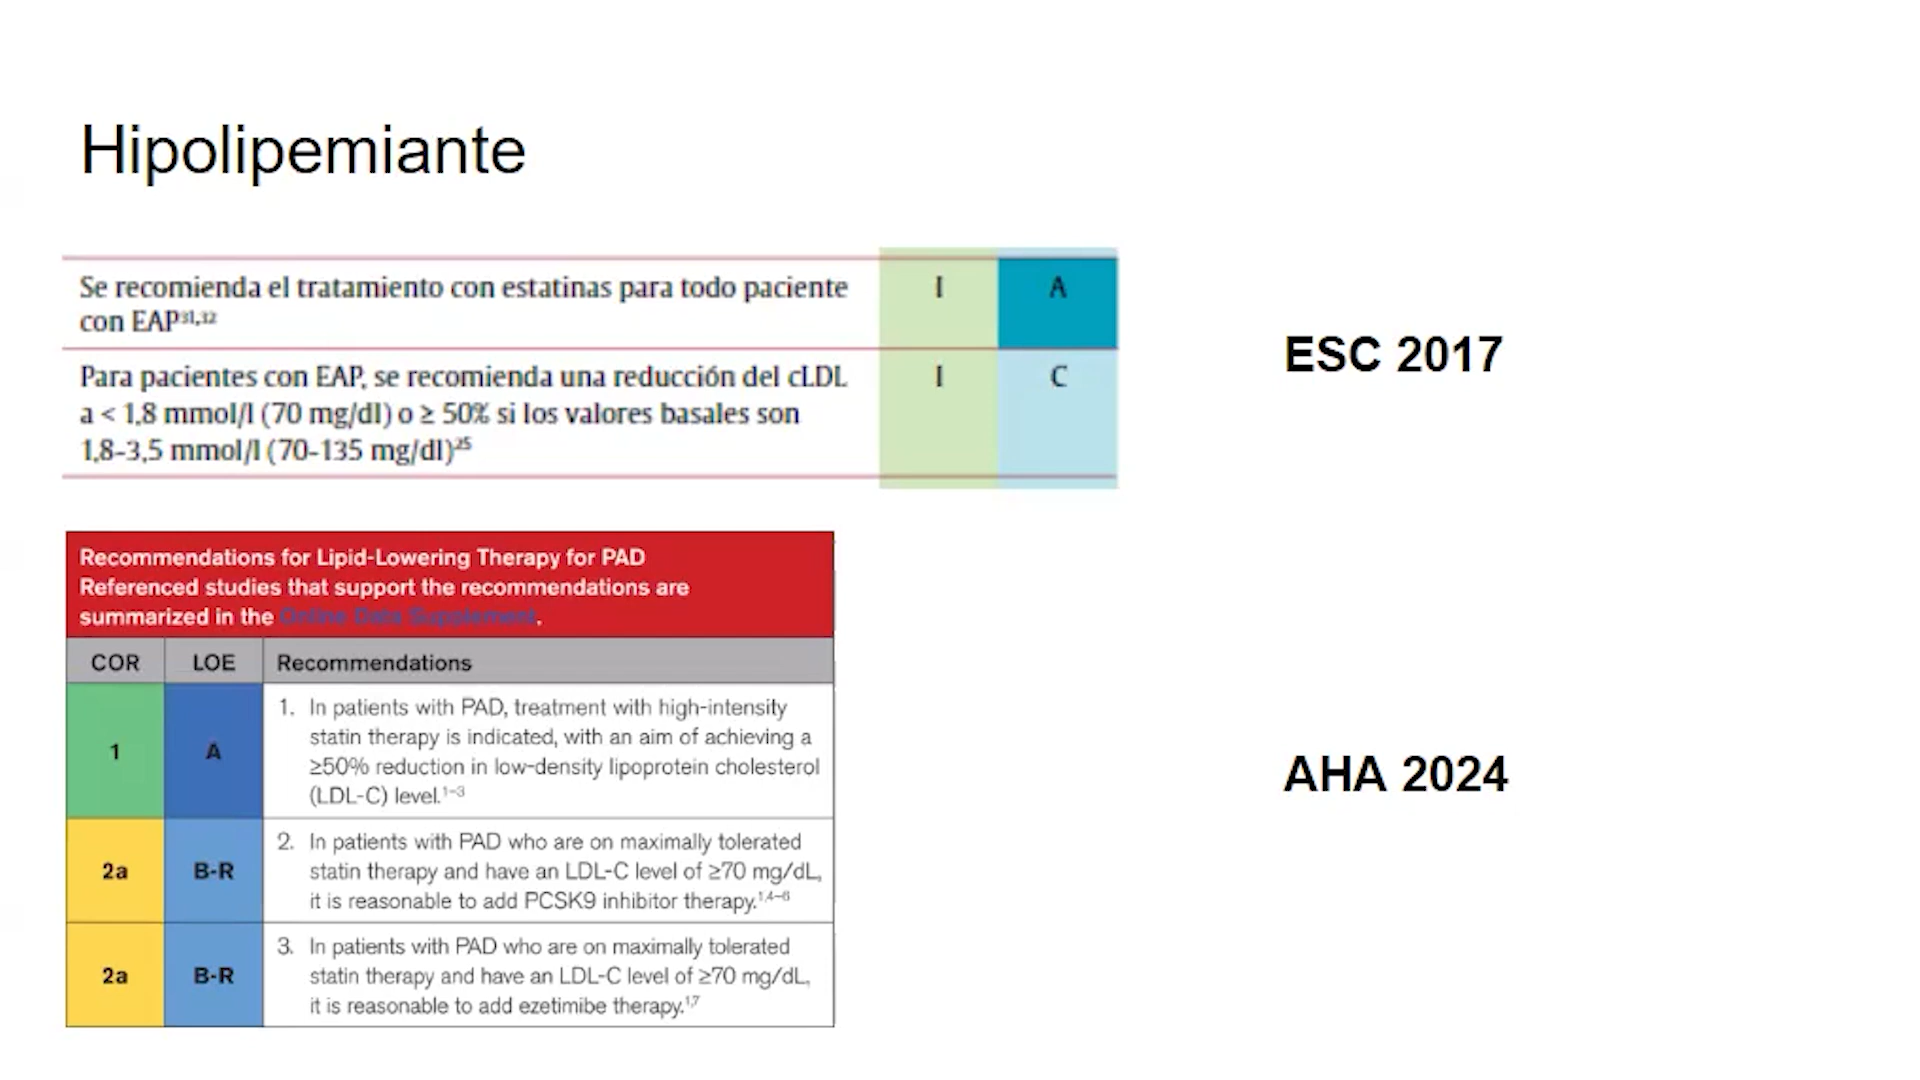 Hipolipemiante
Se recomienda el tratamiento con estatinas para todo paciente I A
con EAP31,32
Para pacientes con EAP, se recomienda una reducción del cLDL I C
a < 1,8 mmol/l (70 mg/dl) o ≥ 50% si los valores basales son
1,8-3,5 mmol/l (70-135 mg/dl)25
ESC 2017
Recommendations for Lipid-Lowering Therapy for PAD
Referenced studies that support the recommendations are
summarized in the Online Data Supplement.
COR LOE Recommendations
1 A 1. In patients with PAD, treatment with high-intensity
statin therapy is indicated, with an aim of achieving a
≥50% reduction in low-density lipoprotein cholesterol
(LDL-C) level.1–3
2a B-R 2. In patients with PAD who are on maximally tolerated
statin therapy and have an LDL-C level of ≥70 mg/dL,
it is reasonable to add PCSK9 inhibitor therapy.1,4–6
2a B-R 3. In patients with PAD who are on maximally tolerated
statin therapy and have an LDL-C level of ≥70 mg/dL,
it is reasonable to add ezetimibe therapy.1,7
AHA 2024